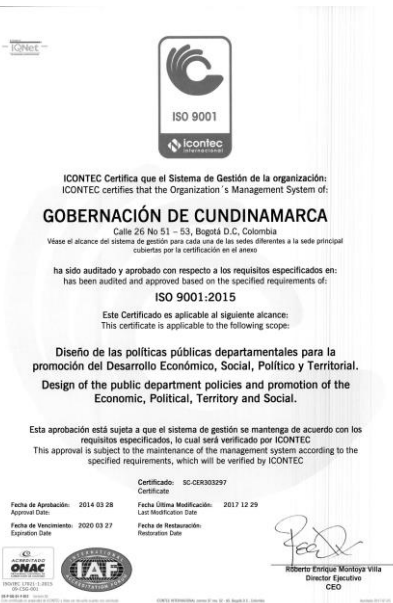 IQNet
ISO 9001
icontec
internacional
ICONTEC Certifica que el Sistema de Gestión de la organización:
ICONTEC certifies that the Organization´s Management System of:
GOBERNACIÓN DE CUNDINAMARCA
Calle 26 No 51 – 53, Bogotá D.C, Colombia
Véase el alcance del sistema de gestión para cada una de las sedes diferentes a la sede principal
cubiertas por la certificación en el anexo
ha sido auditado y aprobado con respecto a los requisitos especificados en:
has been audited and approved based on the specified requirements of:
ISO 9001:2015
Este Certificado es aplicable al siguiente alcance:
This certificate is applicable to the following scope:
Diseño de las políticas públicas departamentales para la
promoción del Desarrollo Económico, Social, Político y Territorial.
Design of the public department policies and promotion of the
Economic, Political, Territory and Social.
Esta aprobación está sujeta a que el sistema de gestión se mantenga de acuerdo con los
requisitos especificados, lo cual será verificado por ICONTEC
This approval is subject to the maintenance of the management system according to the
specified requirements, which will be verified by ICONTEC
Certificado: SC-CER303297
Certificate
Fecha de Aprobación: 2014 03 28 Fecha Última Modificación: 2017 12 29
Approval Date: Last Modification Date
Fecha de Vencimiento: 2020 03 27 Fecha de Restauración:
Expiration Date Restoration Date
ACREDITADO
ONAC
ISO/IEC 17021-1:2015
09-CSG-001
INTERNATIONAL
IAF
Roberto Enrique Montoya Villa
Director Ejecutivo
CEO